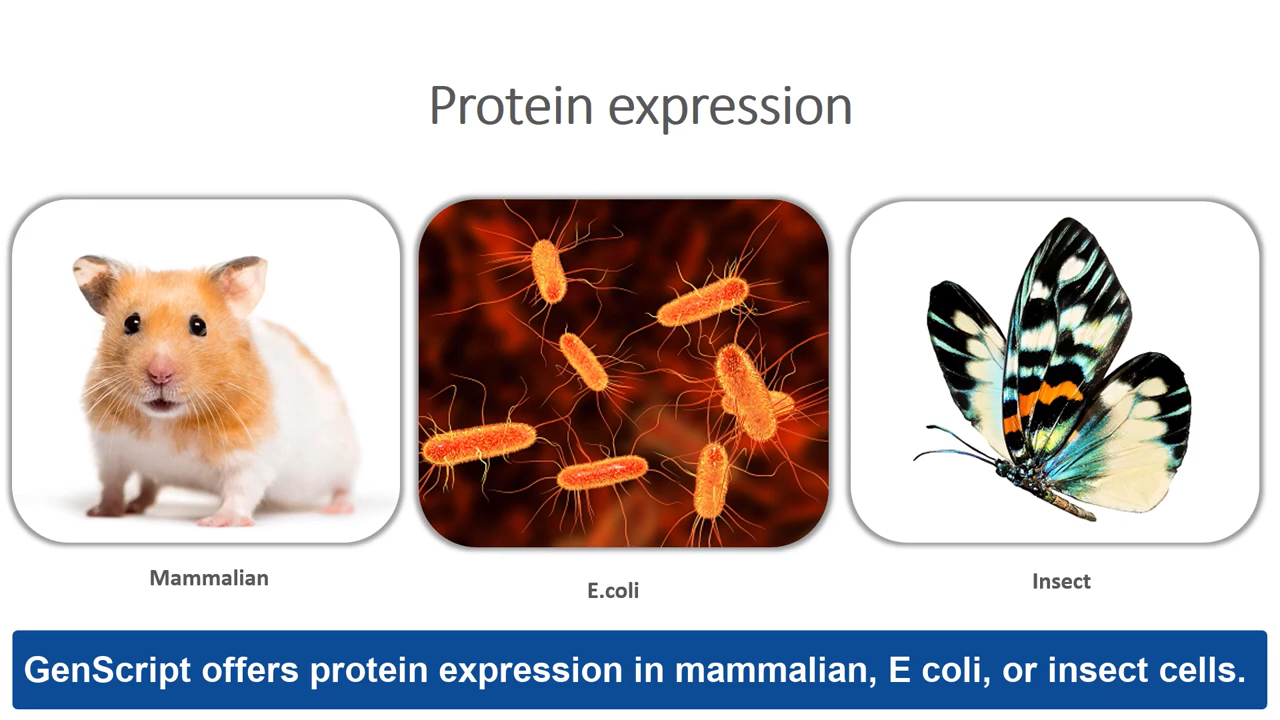 Protein expression
Mammalian
E.coli
Insect
GenScript offers protein expression in mammalian, E coli, or insect cells.